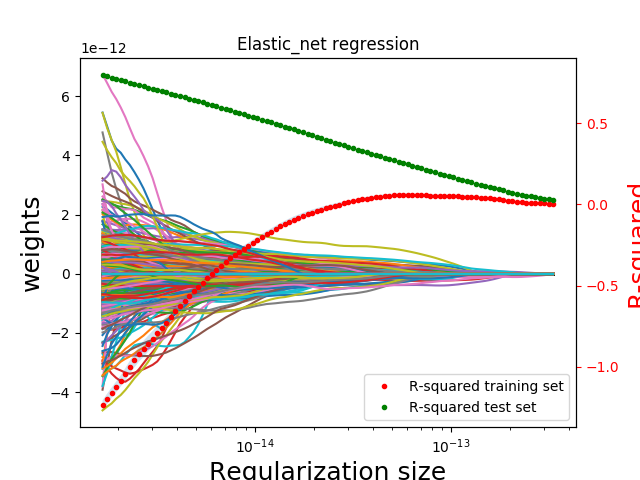 Elastic_net regression
1e−12
6
4
2
0
−2
−4
weights
0.5
0.0
−0.5
−1.0
R-squared
R-squared training set
R-squared test set
10⁻¹⁴
10⁻¹³
Regularization size